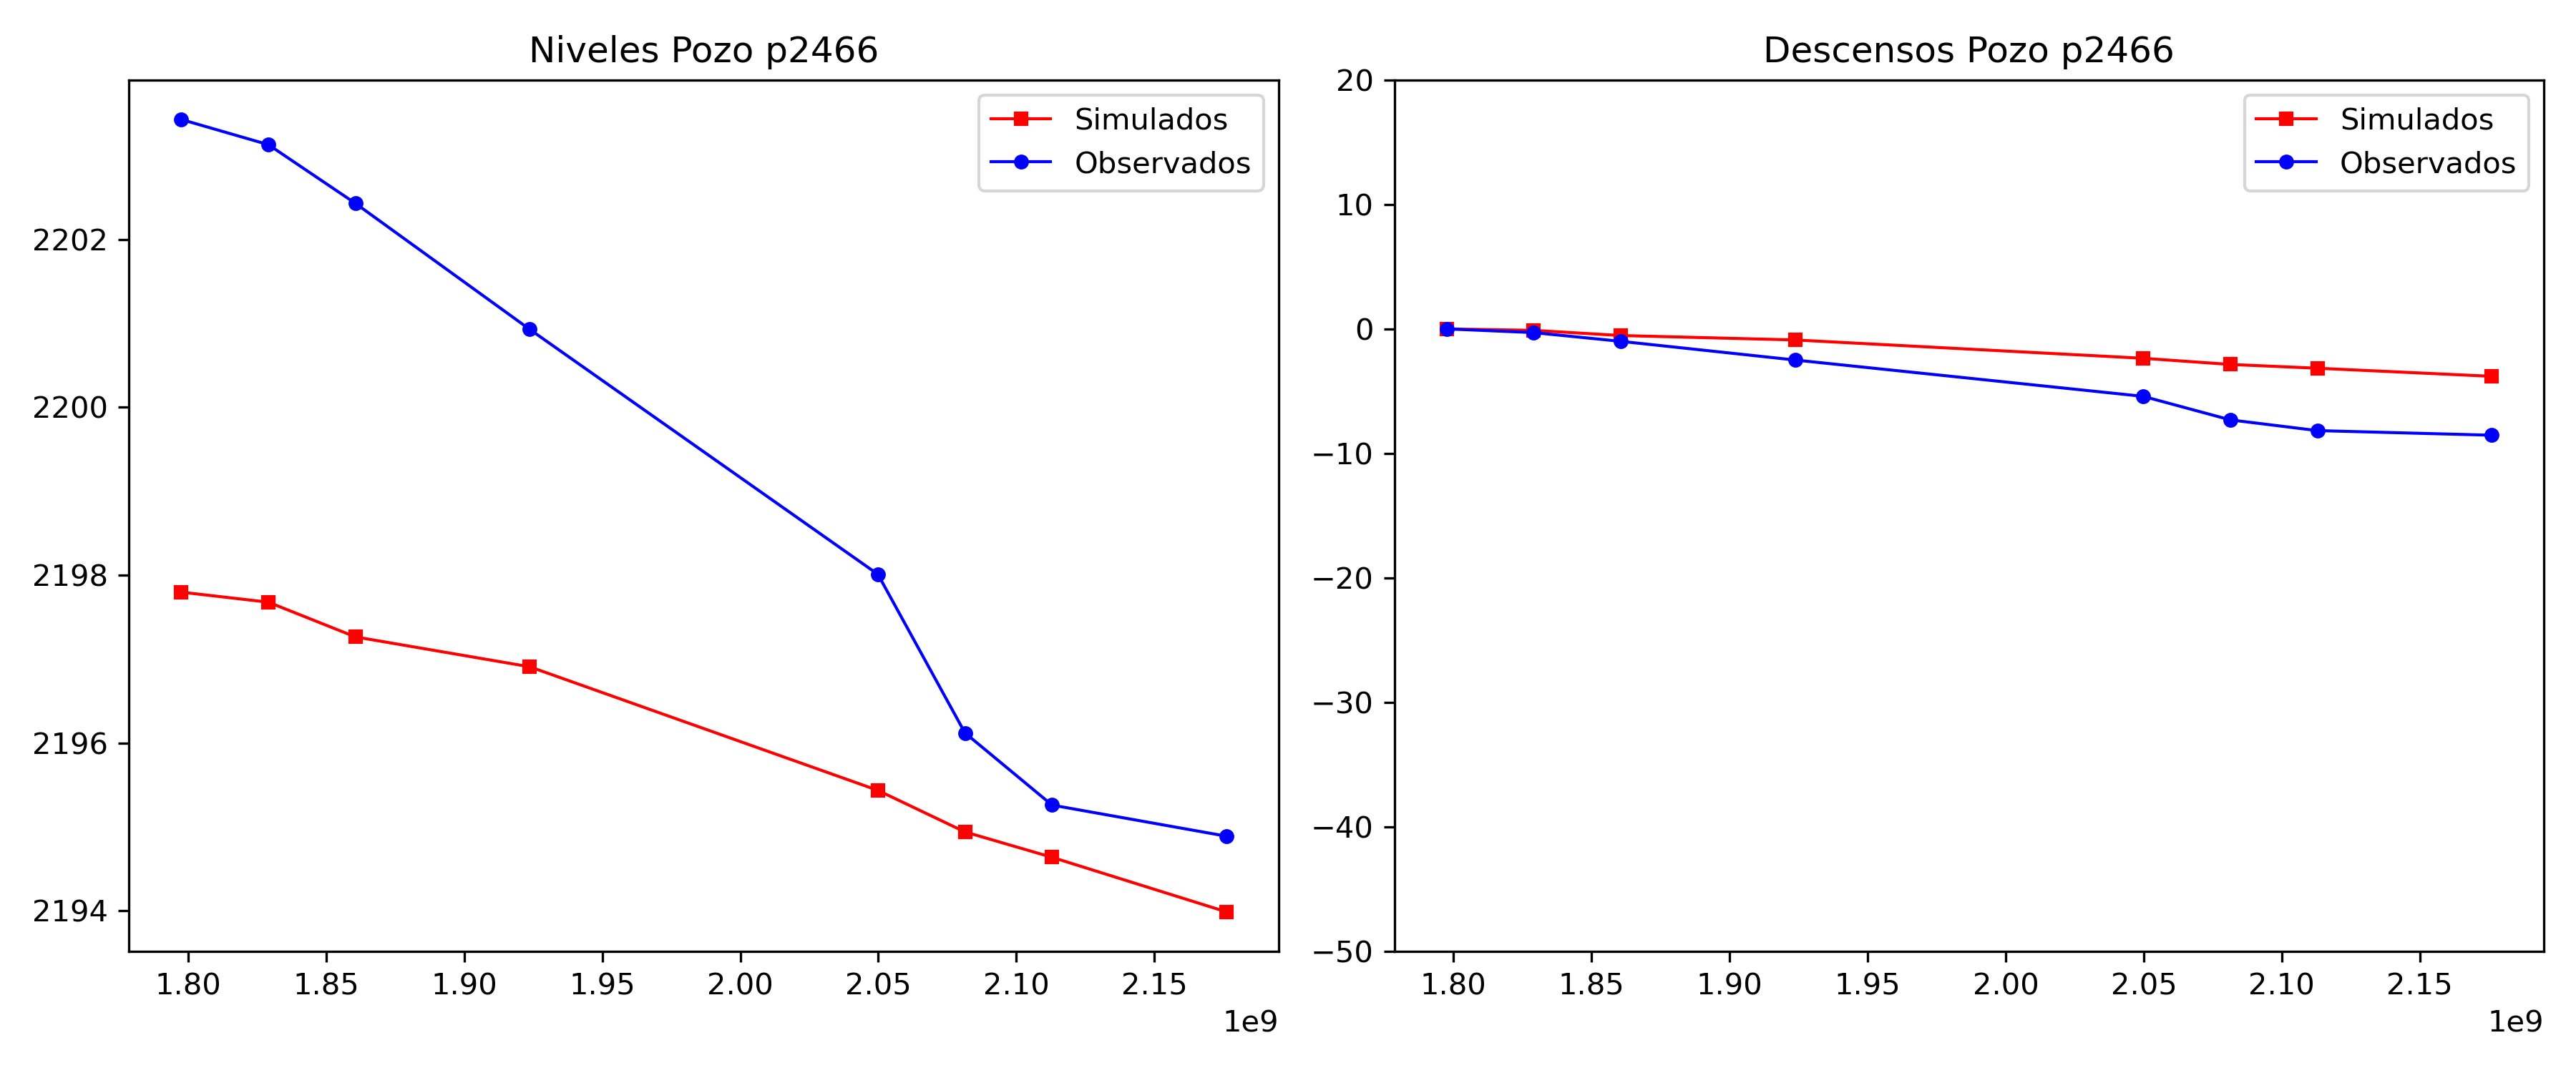 Niveles Pozo p2466
Simulados
Observados
2202
2200
2198
2196
2194
1.80 1.85 1.90 1.95 2.00 2.05 2.10 2.15
1e9
Descensos Pozo p2466
Simulados
Observados
20
10
0
−10
−20
−30
−40
−50
1.80 1.85 1.90 1.95 2.00 2.05 2.10 2.15
1e9